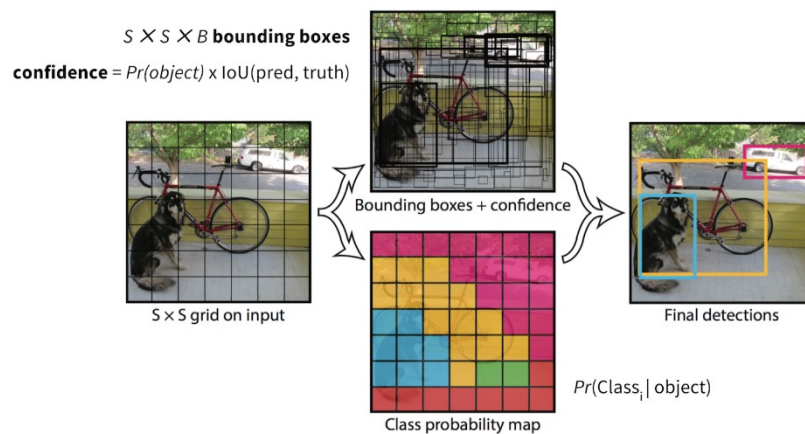 S × S × B bounding boxes
confidence = Pr(object) x IoU(pred, truth)
Bounding boxes + confidence
S × S grid on input
Final detections
Pr(Classᵢ | object)
Class probability map